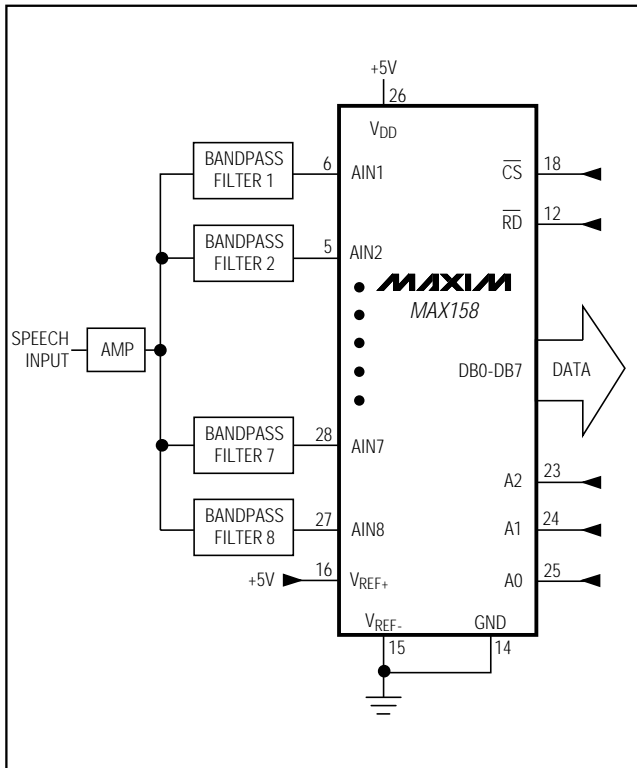 +5V
26
VDD
BANDPASS
FILTER 1
6
AIN1
CS
18
RD
12
BANDPASS
FILTER 2
5
AIN2
MAXIM
MAX158
SPEECH
INPUT
AMP
DB0-DB7
DATA
BANDPASS
FILTER 7
28
AIN7
A2
23
BANDPASS
FILTER 8
27
AIN8
A1
24
+5V
16
VREF+
A0
25
VREF-
GND
15
14